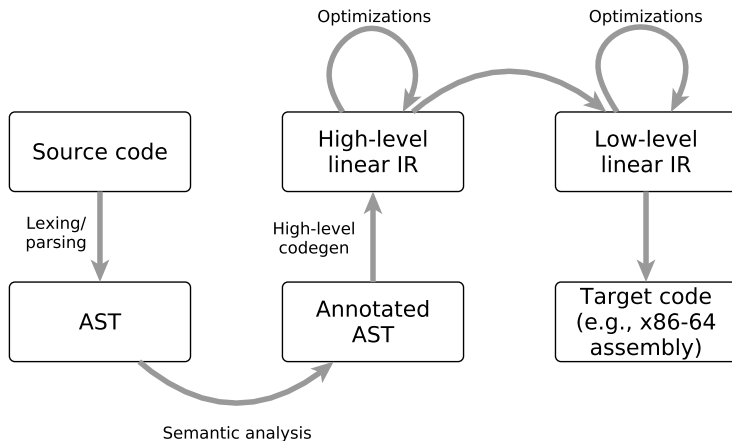 Optimizations
Optimizations
Source code
High-level
linear IR
Low-level
linear IR
Lexing/
parsing
High-level
codegen
AST
Annotated
AST
Target code
(e.g., x86-64
assembly)
Semantic analysis